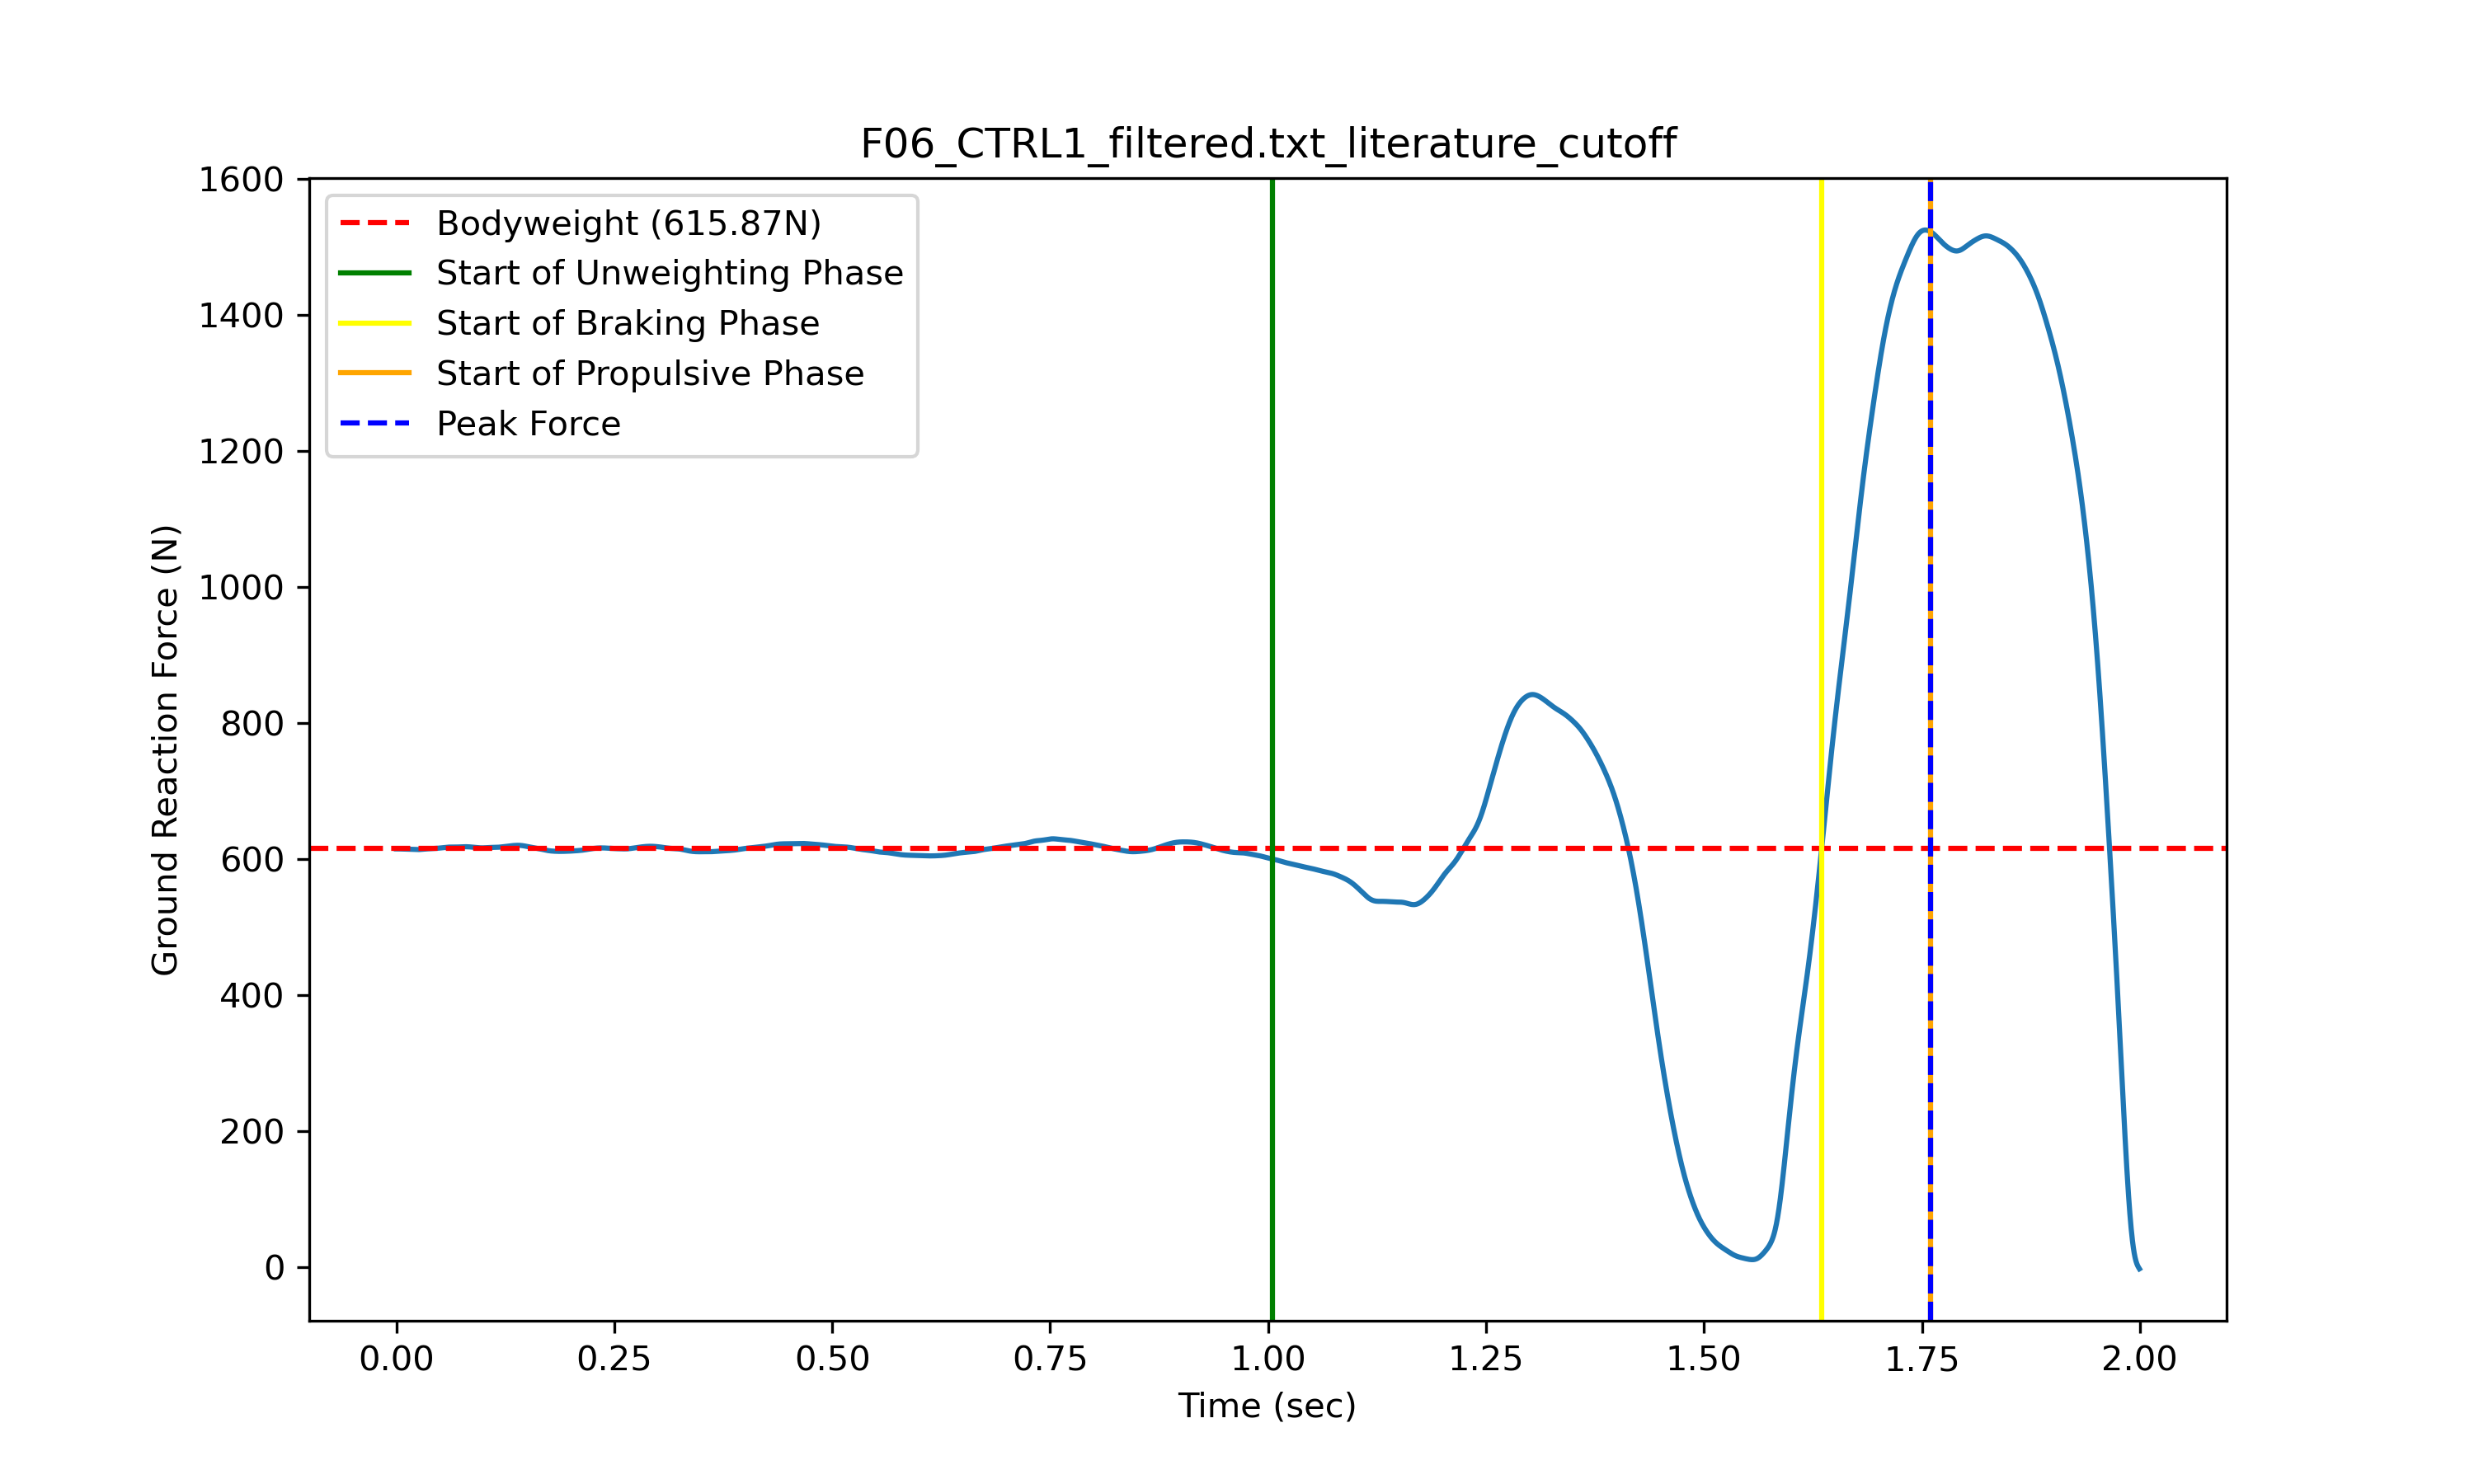 F06_CTRL1_filtered.txt_literature_cutoff
1600
1400
1200
1000
800
600
400
200
0
Ground Reaction Force (N)
Bodyweight (615.87N)
Start of Unweighting Phase
Start of Braking Phase
Start of Propulsive Phase
Peak Force
0.00 0.25 0.50 0.75 1.00 1.25 1.50 1.75 2.00
Time (sec)